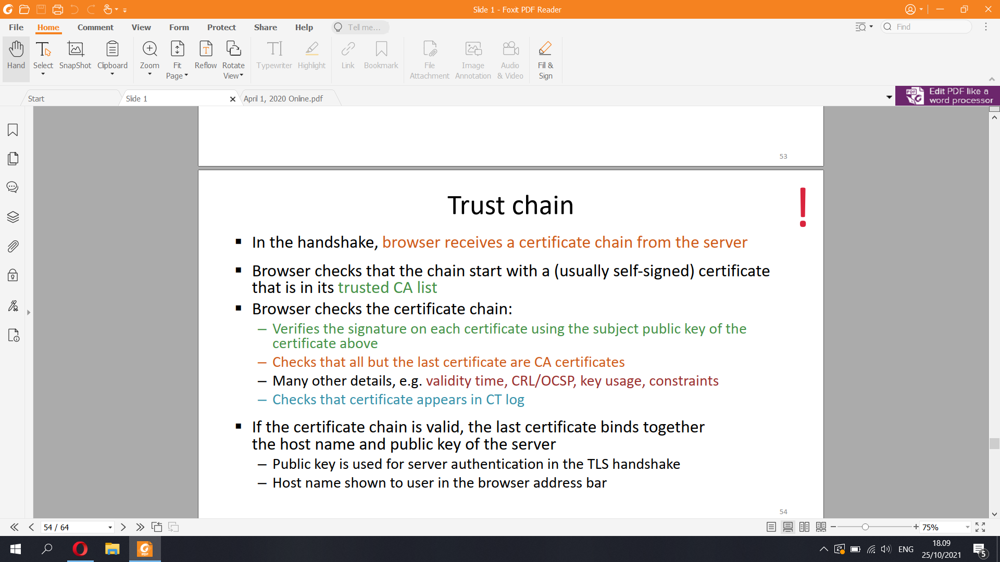 Slide 1 - Foxit PDF Reader
File Home Comment View Form Protect Share Help Tell me... Find
Hand Select SnapShot Clipboard Zoom Fit Page Reflow Rotate View Typewriter Highlight Link Bookmark File Attachment Image Annotation Audio & Video Fill & Sign
Start Slide 1 April 1, 2020 Online.pdf
Edit PDF like a
word processor
53
Trust chain
!
▪ In the handshake, browser receives a certificate chain from the server
▪ Browser checks that the chain start with a (usually self-signed) certificate
that is in its trusted CA list
▪ Browser checks the certificate chain:
– Verifies the signature on each certificate using the subject public key of the
certificate above
– Checks that all but the last certificate are CA certificates
– Many other details, e.g. validity time, CRL/OCSP, key usage, constraints
– Checks that certificate appears in CT log
▪ If the certificate chain is valid, the last certificate binds together
the host name and public key of the server
– Public key is used for server authentication in the TLS handshake
– Host name shown to user in the browser address bar
54
54 / 64
75%
PDF
ENG
18.09
25/10/2021
5